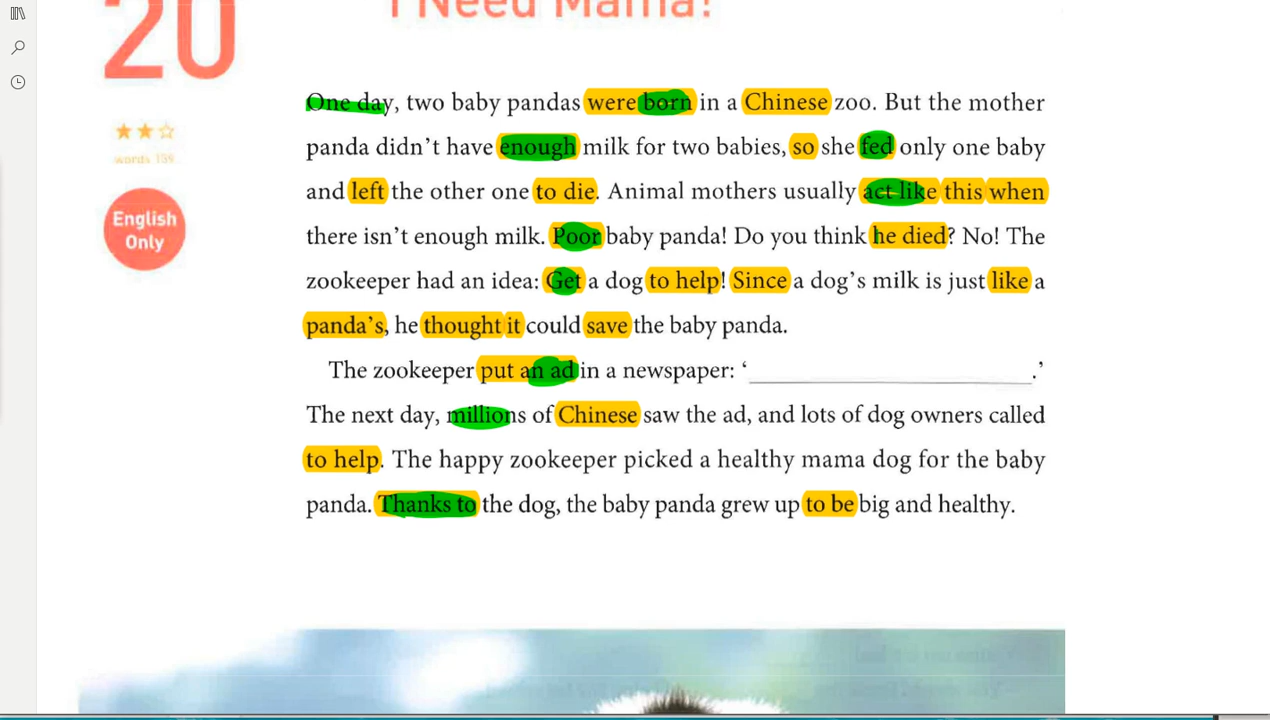 20
I Need Mama!
words 159
English
Only
One day, two baby pandas were born in a Chinese zoo. But the mother
panda didn't have enough milk for two babies, so she fed only one baby
and left the other one to die. Animal mothers usually act like this when
there isn't enough milk. Poor baby panda! Do you think he died? No! The
zookeeper had an idea: Get a dog to help! Since a dog's milk is just like a
panda's, he thought it could save the baby panda.
The zookeeper put an ad in a newspaper: ‘____________________.’
The next day, millions of Chinese saw the ad, and lots of dog owners called
to help. The happy zookeeper picked a healthy mama dog for the baby
panda. Thanks to the dog, the baby panda grew up to be big and healthy.